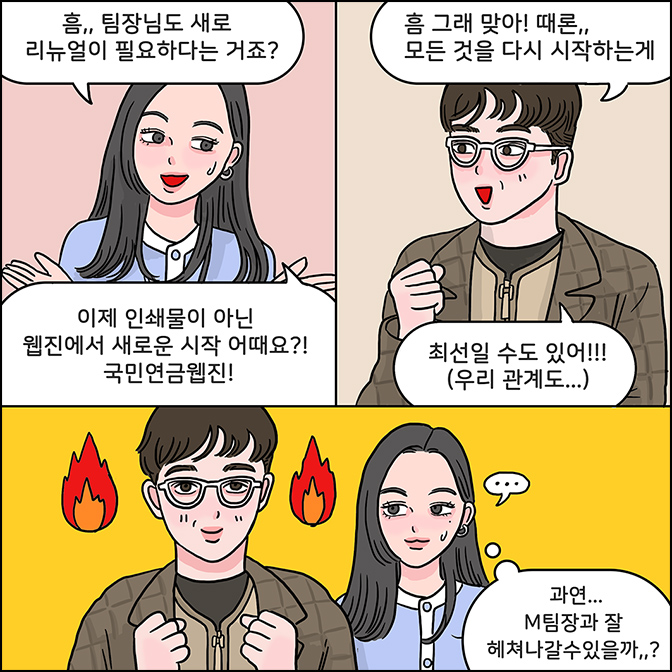 흠,, 팀장님도 새로
리뉴얼이 필요하다는 거죠?
이제 인쇄물이 아닌
웹진에서 새로운 시작 어때요?!
국민연금웹진!
흠 그래 맞아! 때론,,
모든 것을 다시 시작하는게
최선일 수도 있어!!!
(우리 관계도...)
...
과연...
M팀장과 잘
헤쳐나갈수있을까,,?